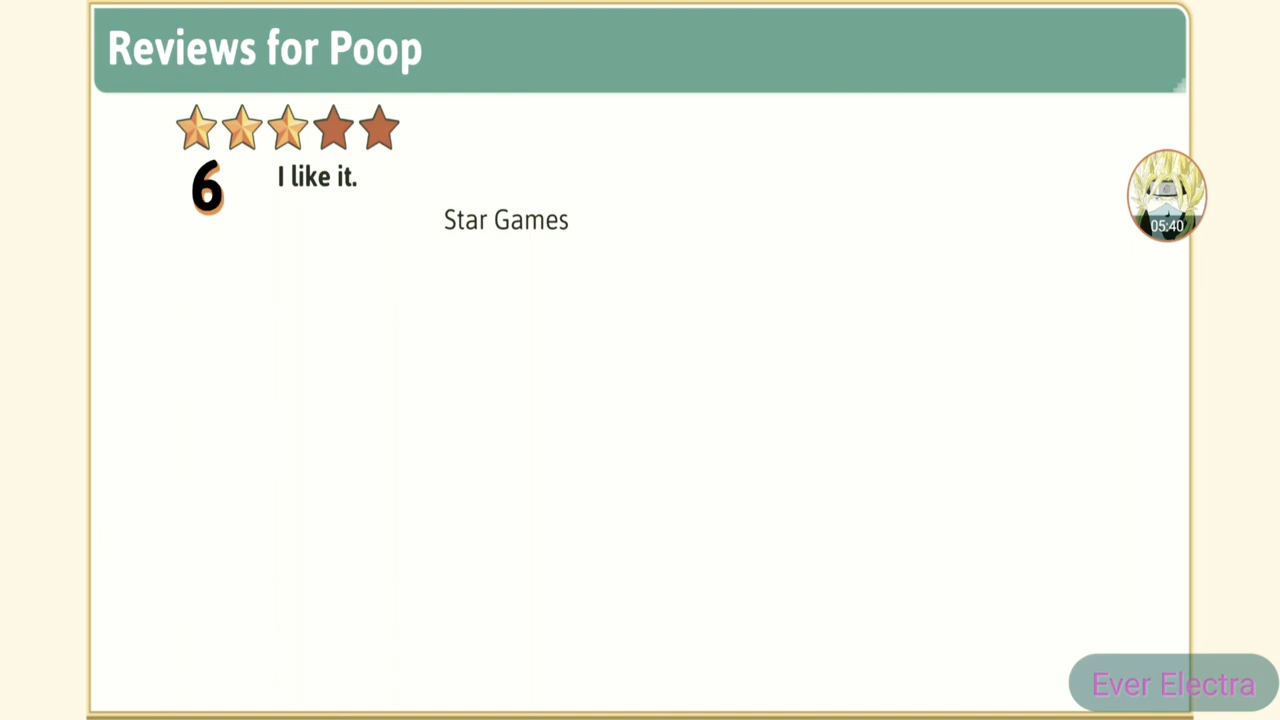 Reviews for Poop
6
I like it.
Star Games
05:40
Ever Electra